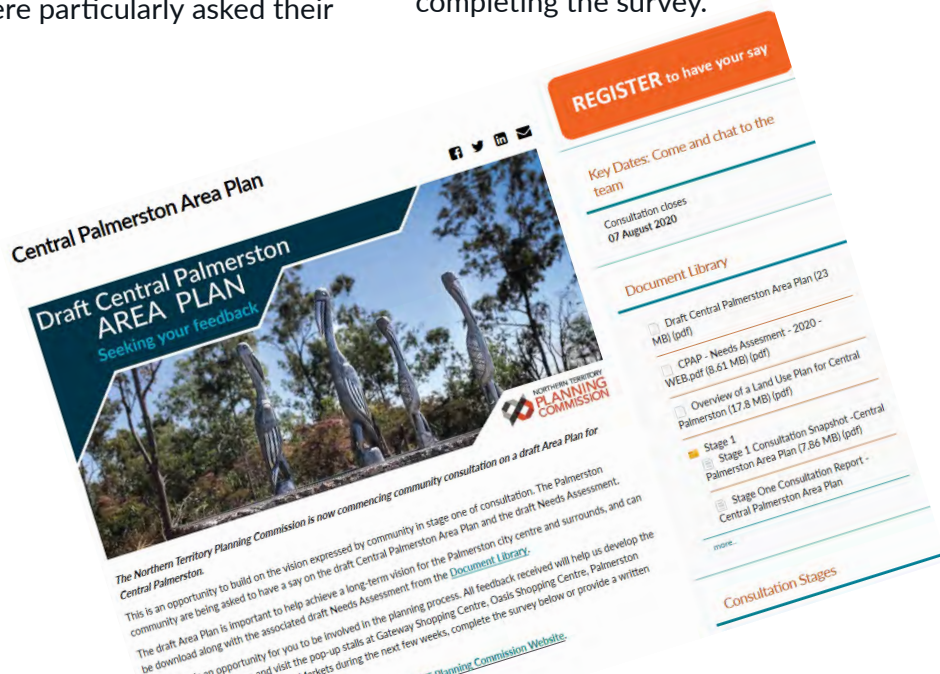 ere particularly asked their
completing the survey.
Central Palmerston Area Plan
Draft Central Palmerston
AREA PLAN
Seeking your feedback
NORTHERN TERRITORY
PLANNING
COMMISSION
The Northern Territory Planning Commission is now commencing community consultation on a draft Area Plan for
Central Palmerston.
This is an opportunity to build on the vision expressed by community in stage one of consultation. The Palmerston
community are being asked to have a say on the draft Central Palmerston Area Plan and the draft Needs Assessment.
The draft Area Plan is important to help achieve a long-term vision for the Palmerston city centre and surrounds, and can
be download along with the associated draft Needs Assessment from the Document Library.
an opportunity for you to be involved in the planning process. All feedback received will help us develop the
and visit the pop-up stalls at Gateway Shopping Centre, Oasis Shopping Centre, Palmerston
Markets during the next few weeks, complete the survey below or provide a written
Planning Commission Website.
REGISTER to have your say
Key Dates: Come and chat to the
team
Consultation closes
07 August 2020
Document Library
Draft Central Palmerston Area Plan (23
MB) (pdf)
CPAP - Needs Assesment - 2020 -
WEB.pdf (8.61 MB) (pdf)
Overview of a Land Use Plan for Central
Palmerston (17.8 MB) (pdf)
Stage 1
Stage 1 Consultation Snapshot -Central
Palmerston Area Plan (7.86 MB) (pdf)
Stage One Consultation Report -
Central Palmerston Area Plan
more...
Consultation Stages